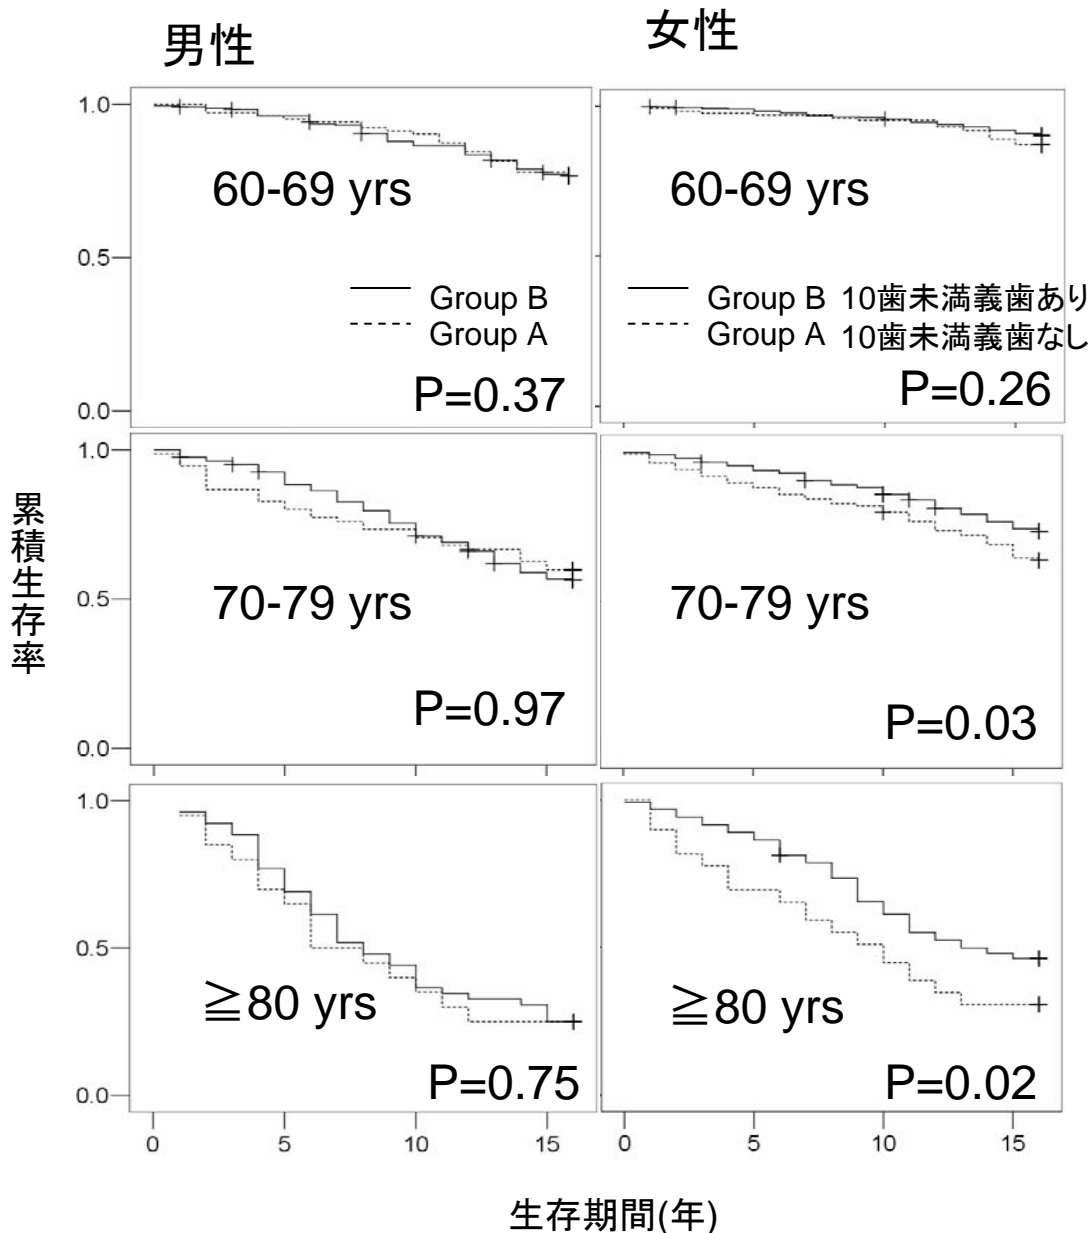 男性
女性
1.0
60-69 yrs
60-69 yrs
0.5
Group B
Group A
Group B 10歯未満義歯あり
Group A 10歯未満義歯なし
P=0.37
P=0.26
0.0
1.0
累積生存率
0.5
70-79 yrs
70-79 yrs
P=0.97
P=0.03
0.0
1.0
0.5
≧80 yrs
≧80 yrs
P=0.75
P=0.02
0.0
0 5 10 15
0 5 10 15
生存期間(年)